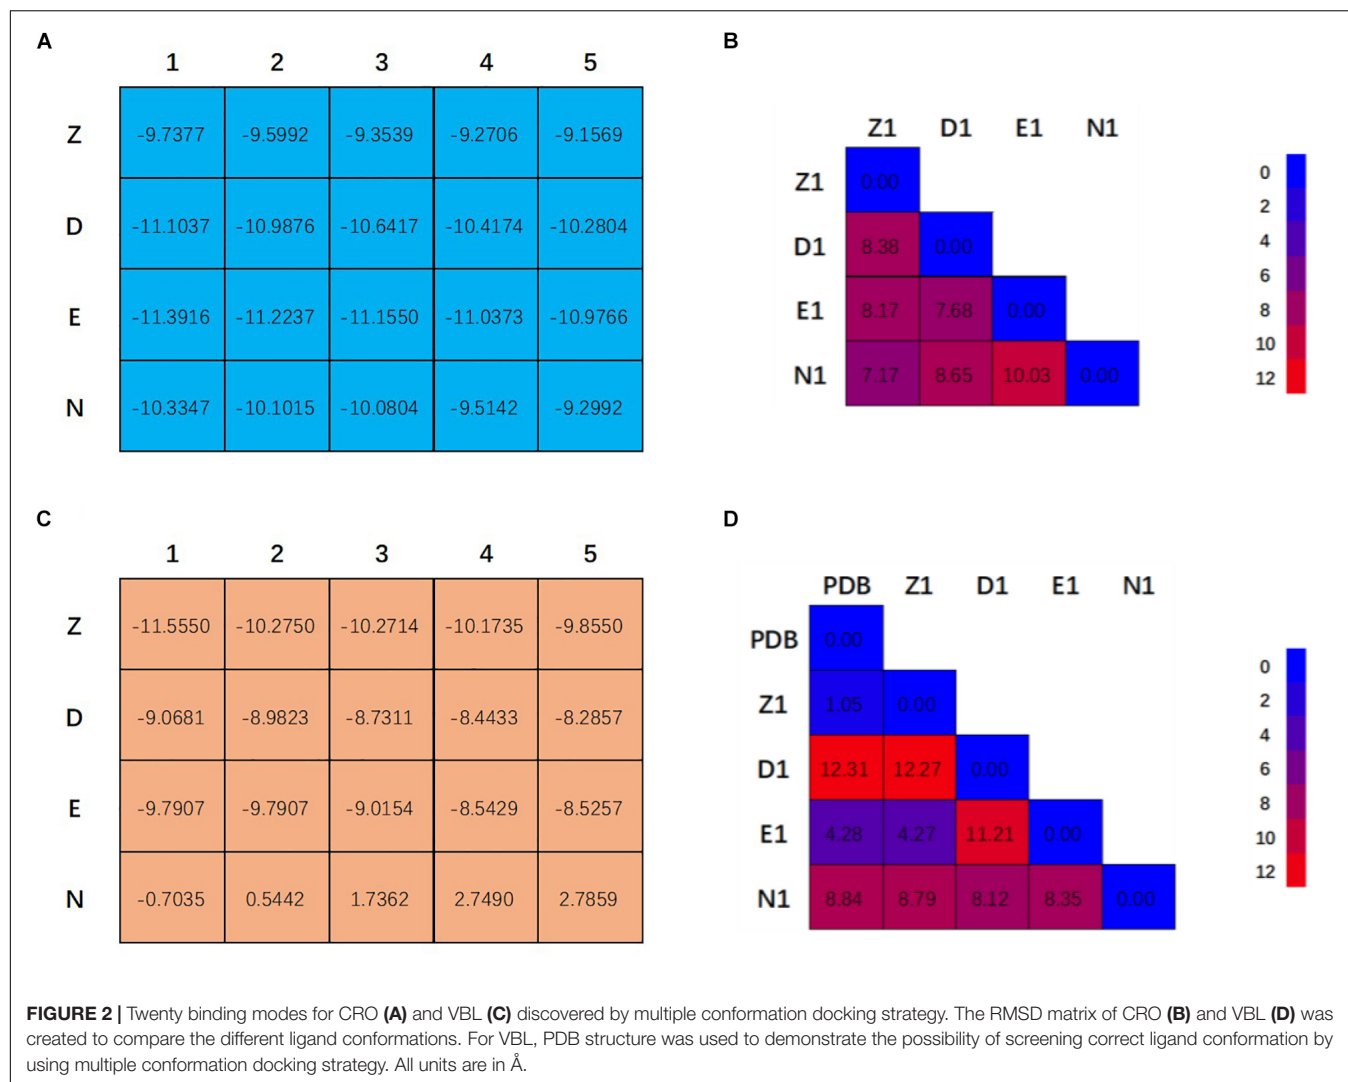 A
1 2 3 4 5
Z -9.7377 -9.5992 -9.3539 -9.2706 -9.1569
D -11.1037 -10.9876 -10.6417 -10.4174 -10.2804
E -11.3916 -11.2237 -11.1550 -11.0373 -10.9766
N -10.3347 -10.1015 -10.0804 -9.5142 -9.2992
B
Z1 D1 E1 N1
Z1 0.00
D1 8.38 0.00
E1 8.17 7.68 0.00
N1 7.17 8.65 10.03 0.00
0
2
4
6
8
10
12
C
1 2 3 4 5
Z -11.5550 -10.2750 -10.2714 -10.1735 -9.8550
D -9.0681 -8.9823 -8.7311 -8.4433 -8.2857
E -9.7907 -9.7907 -9.0154 -8.5429 -8.5257
N -0.7035 0.5442 1.7362 2.7490 2.7859
D
PDB Z1 D1 E1 N1
PDB 0.00
Z1 1.05 0.00
D1 12.31 12.27 0.00
E1 4.28 4.27 11.21 0.00
N1 8.84 8.79 8.12 8.35 0.00
0
2
4
6
8
10
12
FIGURE 2 | Twenty binding modes for CRO (A) and VBL (C) discovered by multiple conformation docking strategy. The RMSD matrix of CRO (B) and VBL (D) was
created to compare the different ligand conformations. For VBL, PDB structure was used to demonstrate the possibility of screening correct ligand conformation by
using multiple conformation docking strategy. All units are in Å.